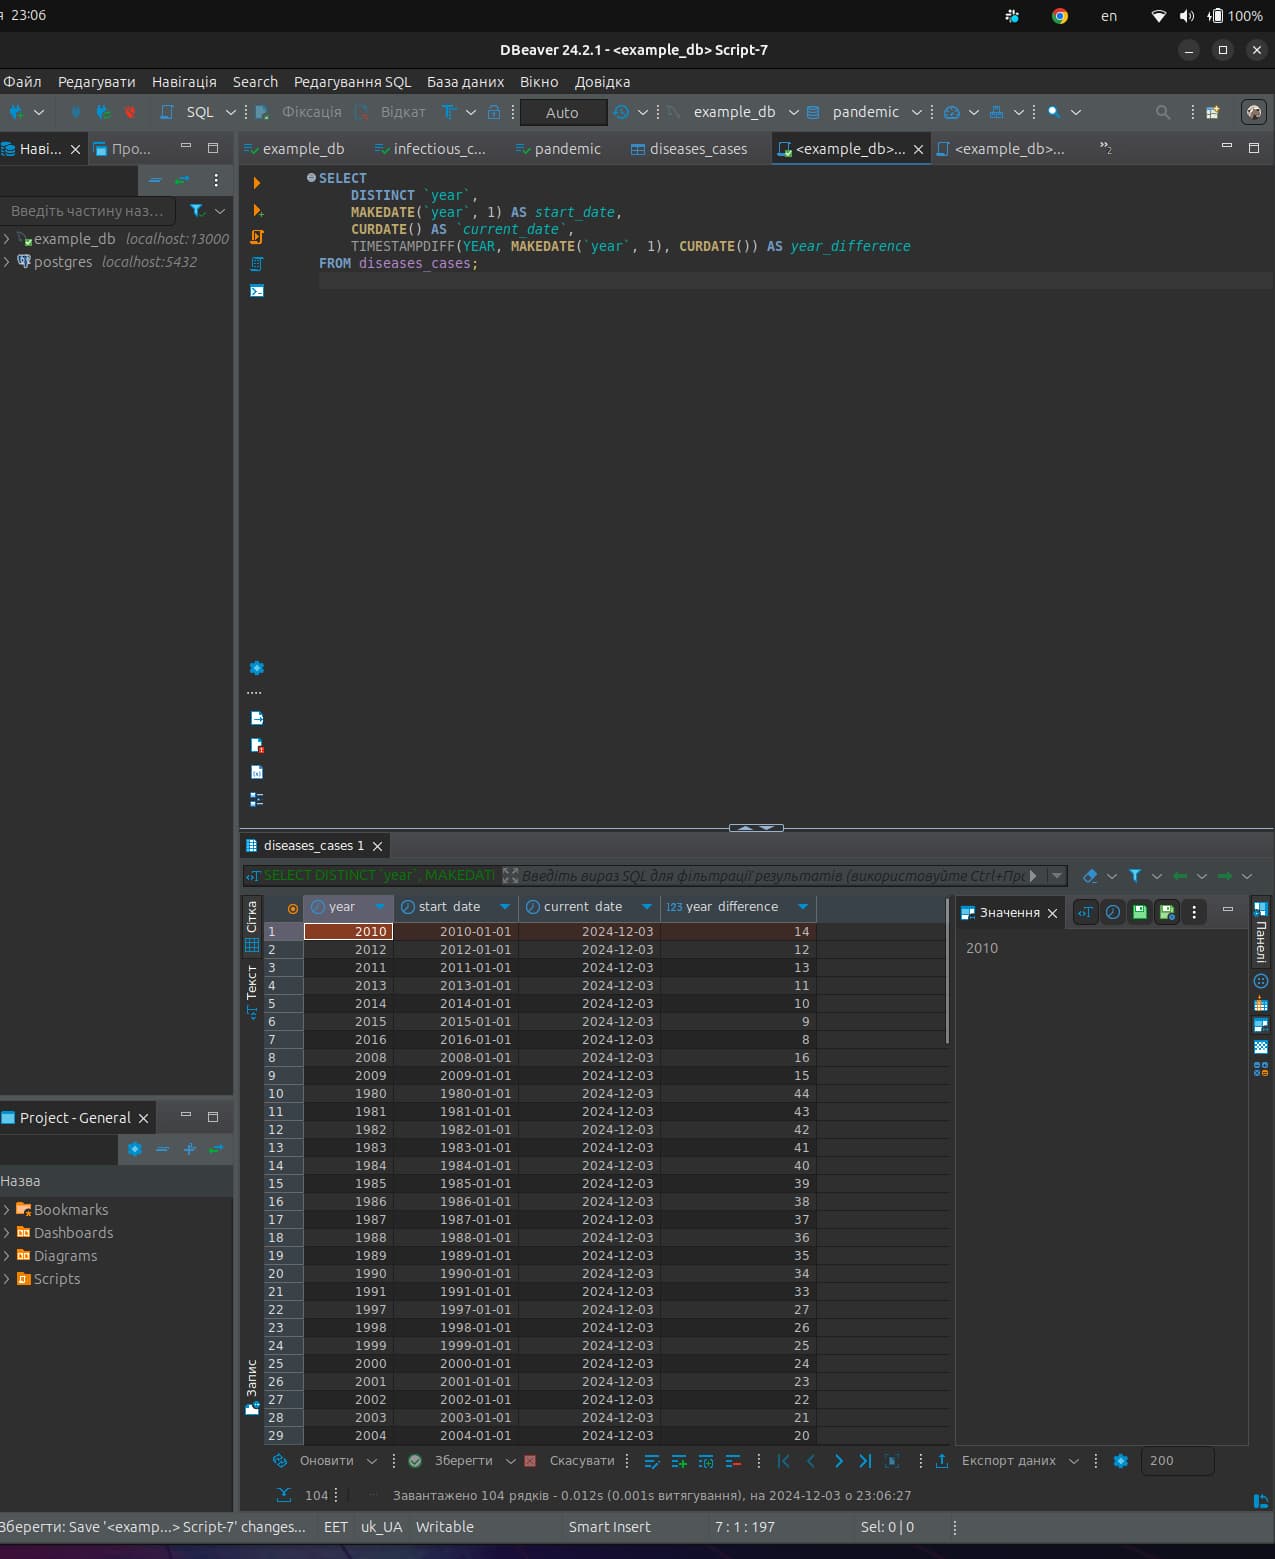 23:06
en
100%
DBeaver 24.2.1 - <example_db> Script-7
Файл Редагувати Навігація Search Редагування SQL База даних Вікно Довідка
SQL Фіксація Відкат Auto example_db pandemic
Наві... Про...
example_db infectious_c... pandemic diseases_cases <example_db>... <example_db>... »2
Введіть частину наз...
example_db localhost:13000
postgres localhost:5432
SELECT
DISTINCT `year`,
MAKEDATE(`year`, 1) AS start_date,
CURDATE() AS `current_date`,
TIMESTAMPDIFF(YEAR, MAKEDATE(`year`, 1), CURDATE()) AS year_difference
FROM diseases_cases;
diseases_cases 1
SELECT DISTINCT `year`, MAKEDATI Введіть вираз SQL для фільтрації результатів (використовуйте Ctrl+Про
Сітка
Текст
Запис
year start_date current_date 123 year_difference
1 2010 2010-01-01 2024-12-03 14
2 2012 2012-01-01 2024-12-03 12
3 2011 2011-01-01 2024-12-03 13
4 2013 2013-01-01 2024-12-03 11
5 2014 2014-01-01 2024-12-03 10
6 2015 2015-01-01 2024-12-03 9
7 2016 2016-01-01 2024-12-03 8
8 2008 2008-01-01 2024-12-03 16
9 2009 2009-01-01 2024-12-03 15
10 1980 1980-01-01 2024-12-03 44
11 1981 1981-01-01 2024-12-03 43
12 1982 1982-01-01 2024-12-03 42
13 1983 1983-01-01 2024-12-03 41
14 1984 1984-01-01 2024-12-03 40
15 1985 1985-01-01 2024-12-03 39
16 1986 1986-01-01 2024-12-03 38
17 1987 1987-01-01 2024-12-03 37
18 1988 1988-01-01 2024-12-03 36
19 1989 1989-01-01 2024-12-03 35
20 1990 1990-01-01 2024-12-03 34
21 1991 1991-01-01 2024-12-03 33
22 1997 1997-01-01 2024-12-03 27
23 1998 1998-01-01 2024-12-03 26
24 1999 1999-01-01 2024-12-03 25
25 2000 2000-01-01 2024-12-03 24
26 2001 2001-01-01 2024-12-03 23
27 2002 2002-01-01 2024-12-03 22
28 2003 2003-01-01 2024-12-03 21
29 2004 2004-01-01 2024-12-03 20
Значення
2010
Панелі
Project - General
Назва
Bookmarks
Dashboards
Diagrams
Scripts
Оновити Зберегти Скасувати Експорт даних 200
104 Завантажено 104 рядків - 0.012s (0.001s витягування), на 2024-12-03 о 23:06:27
Зберегти: Save '<examp...> Script-7' changes... EET uk_UA Writable Smart Insert 7 : 1 : 197 Sel: 0 | 0